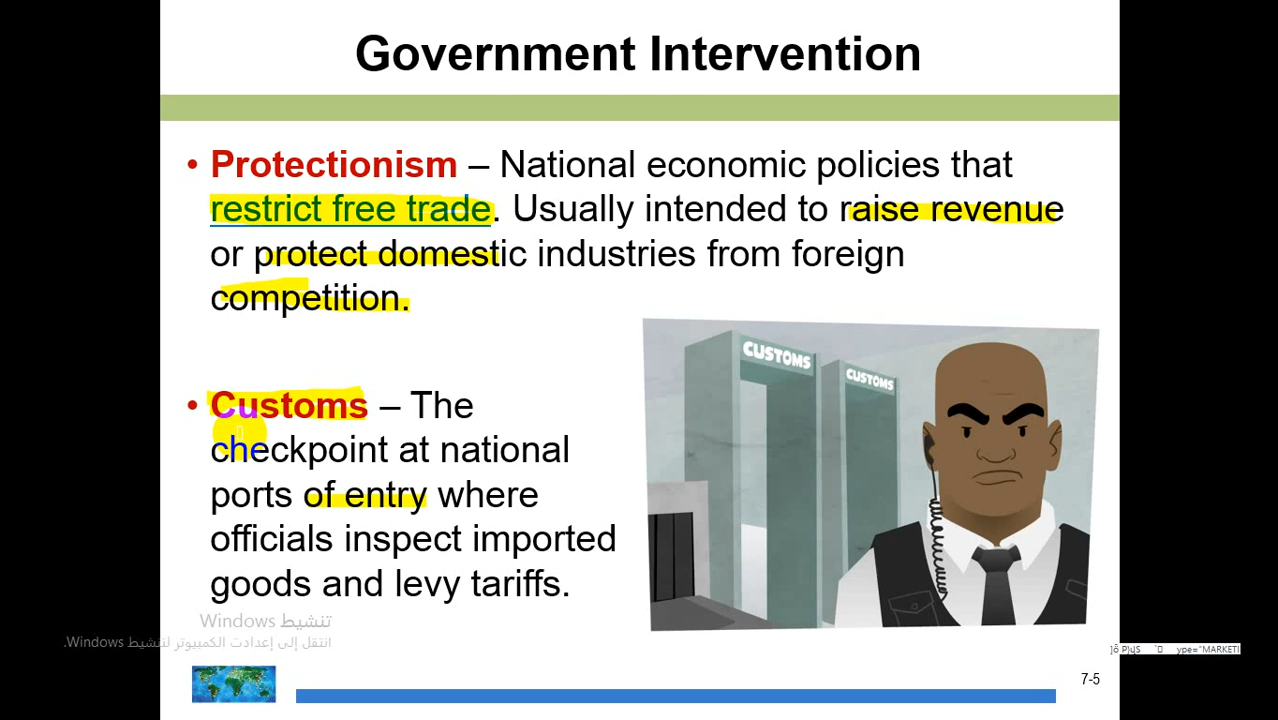 Government Intervention
• Protectionism – National economic policies that
restrict free trade. Usually intended to raise revenue
or protect domestic industries from foreign
competition.
• Customs – The
checkpoint at national
ports of entry where
officials inspect imported
goods and levy tariffs.
CUSTOMS
CUSTOMS
تنشيط Windows
انتقل إلى إعدادات الكمبيوتر لتنشيط Windows.
ype="MARKETI
7-5